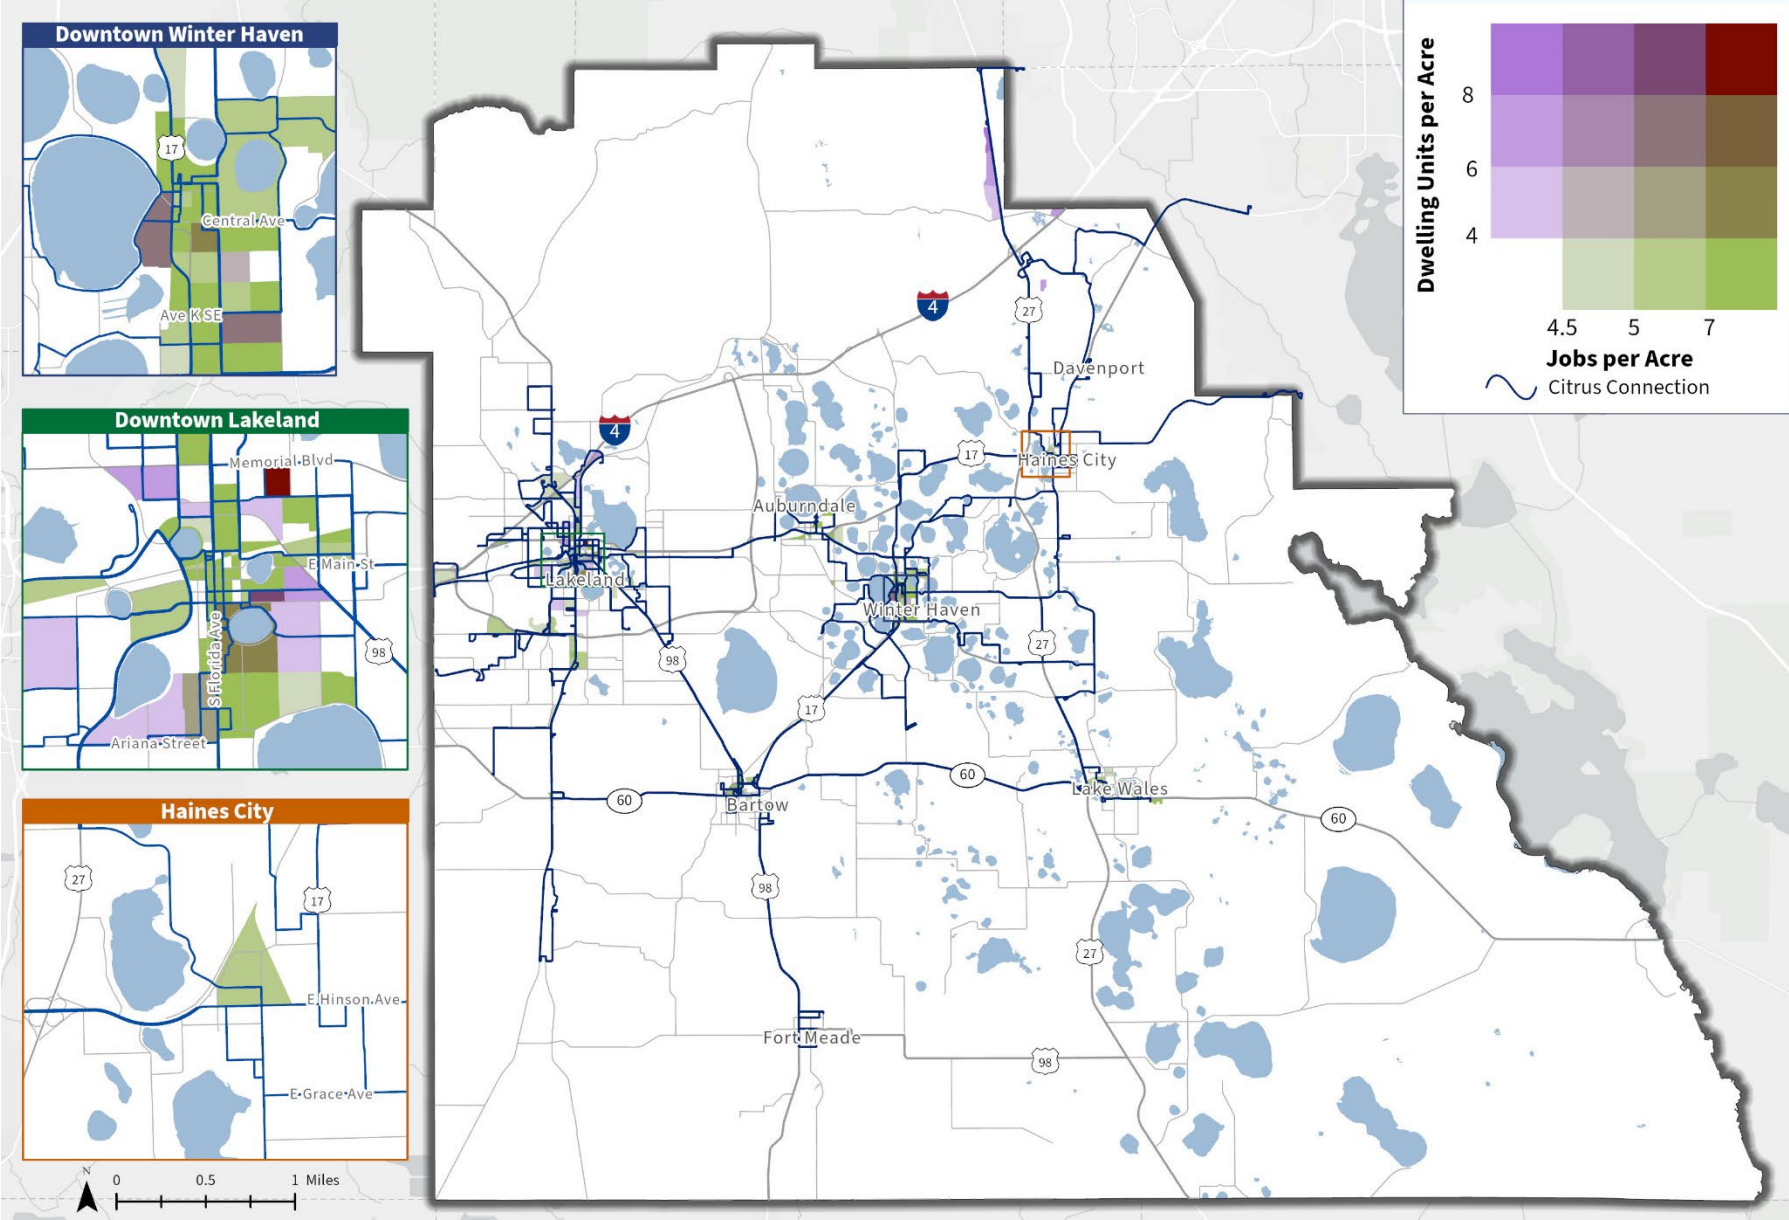 Downtown Winter Haven
17
Central Ave
Ave K SE
Downtown Lakeland
Memorial Blvd
E Main St
S Florida Ave
98
Ariana Street
Haines City
27
17
E Hinson Ave
E Grace Ave
N
0 0.5 1 Miles
Dwelling Units per Acre
8
6
4
4.5 5 7
Jobs per Acre
Citrus Connection
4
27
Davenport
4
17
Haines City
Auburndale
Lakeland
Winter Haven
98
27
17
60
Lake Wales
60
Bartow
60
98
27
Fort Meade
98